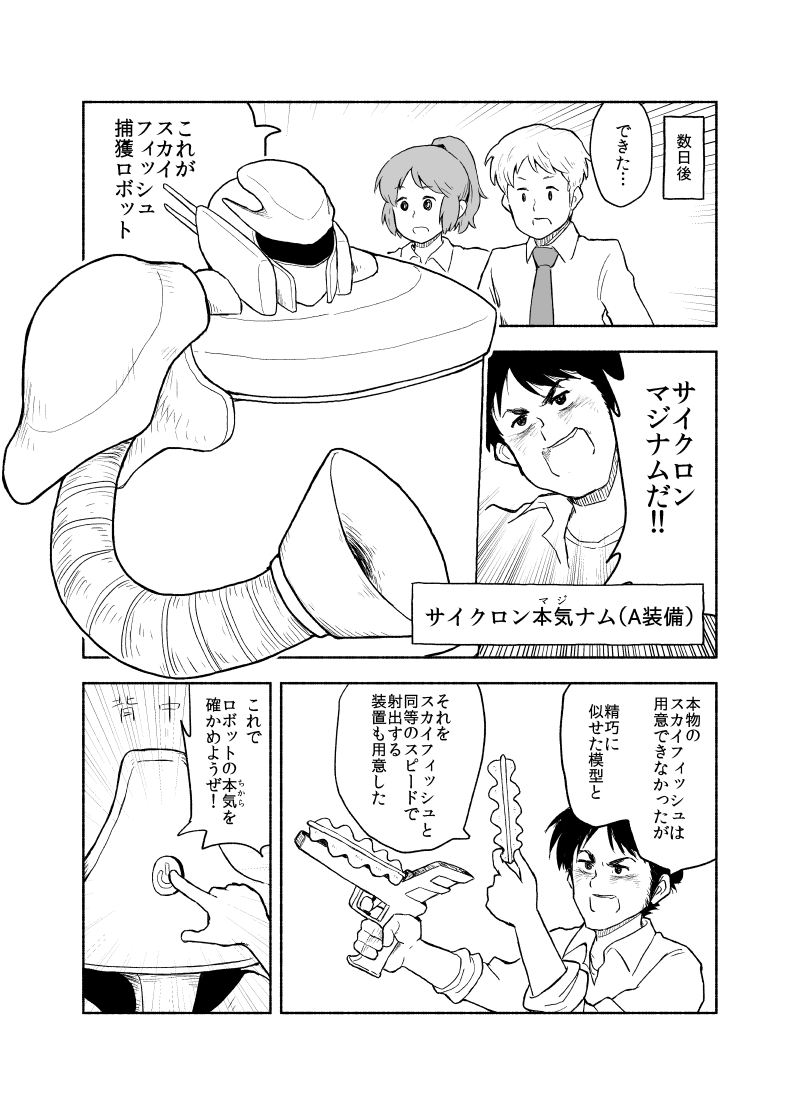 数日後
できた…
これが
スカイ
フィッシュ
捕獲ロボット
サイクロン
マジナムだ!!
サイクロン本気ナム(A装備)
マジ
本物の
スカイフィッシュは
用意できなかったが
精巧に
似せた模型と
それを
スカイフィッシュと
同等のスピードで
射出する
装置も用意した
これで
ロボットの本気を
ちから
確かめようぜ!
背中